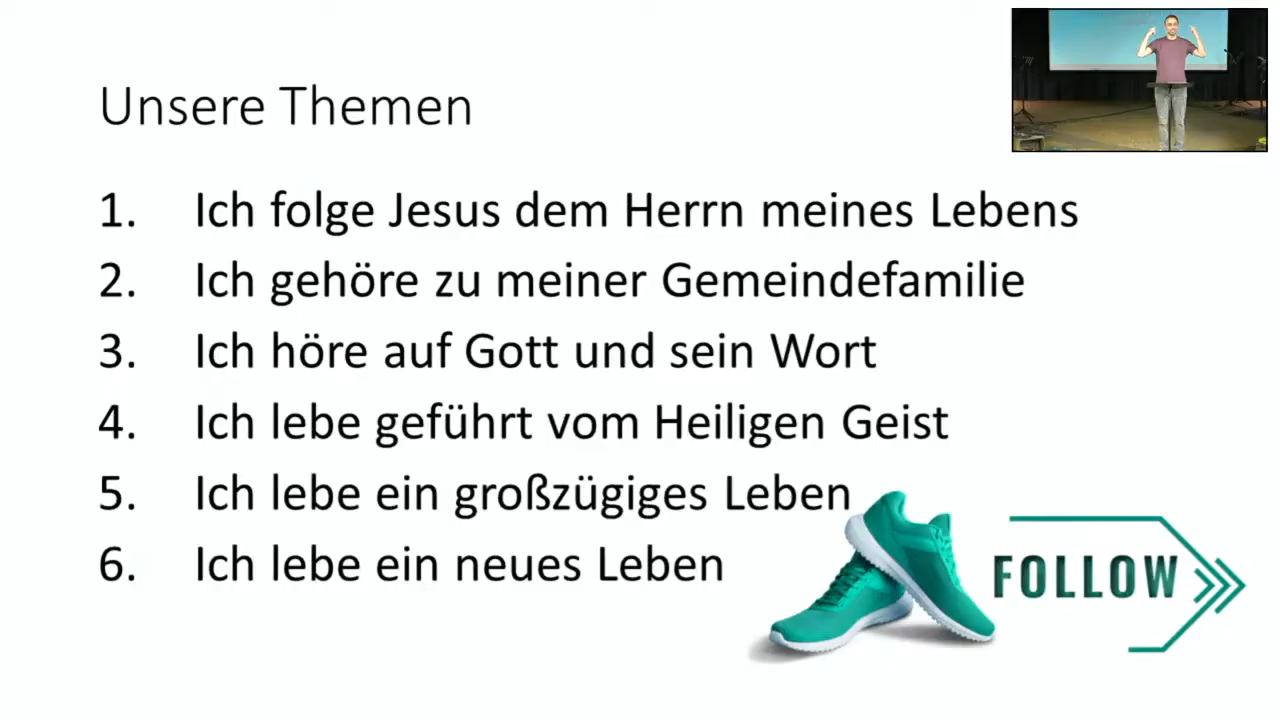 Unsere Themen
1. Ich folge Jesus dem Herrn meines Lebens
2. Ich gehöre zu meiner Gemeindefamilie
3. Ich höre auf Gott und sein Wort
4. Ich lebe geführt vom Heiligen Geist
5. Ich lebe ein großzügiges Leben
6. Ich lebe ein neues Leben
FOLLOW